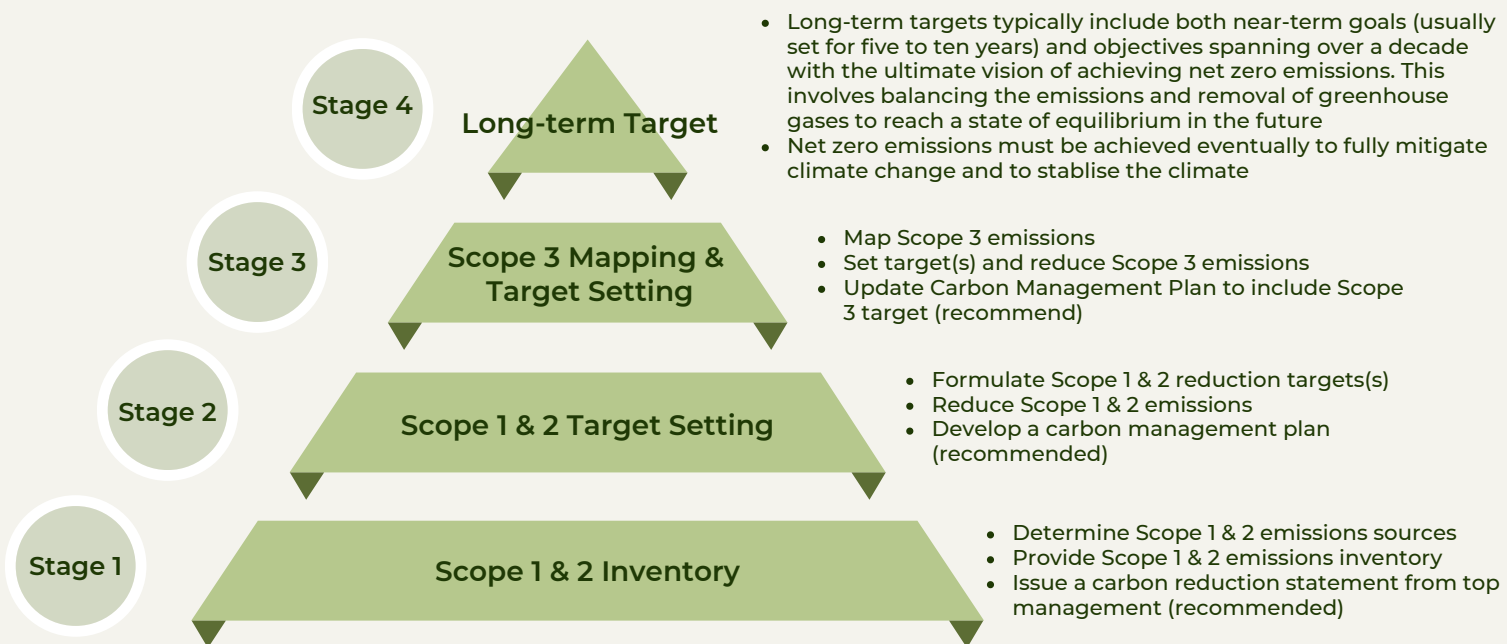 Stage 4
Long-term Target
• Long-term targets typically include both near-term goals (usually
set for five to ten years) and objectives spanning over a decade
with the ultimate vision of achieving net zero emissions. This
involves balancing the emissions and removal of greenhouse
gases to reach a state of equilibrium in the future
• Net zero emissions must be achieved eventually to fully mitigate
climate change and to stablise the climate
Stage 3
Scope 3 Mapping &
Target Setting
• Map Scope 3 emissions
• Set target(s) and reduce Scope 3 emissions
• Update Carbon Management Plan to include Scope
3 target (recommend)
Stage 2
Scope 1 & 2 Target Setting
• Formulate Scope 1 & 2 reduction targets(s)
• Reduce Scope 1 & 2 emissions
• Develop a carbon management plan
(recommended)
Stage 1
Scope 1 & 2 Inventory
• Determine Scope 1 & 2 emissions sources
• Provide Scope 1 & 2 emissions inventory
• Issue a carbon reduction statement from top
management (recommended)